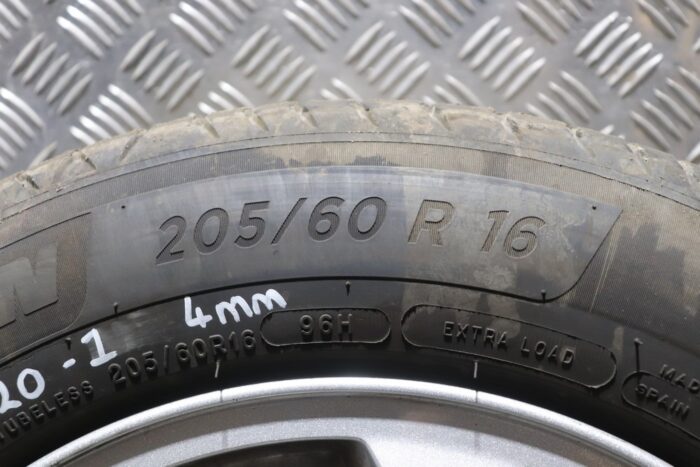 205/60 R 16
4mm
20-1
TUBELESS 205/60R16 96H EXTRA LOAD
SPAIN